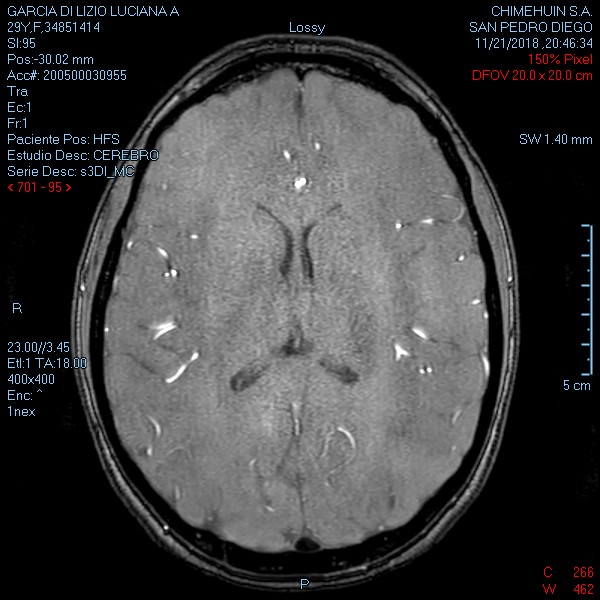 GARCIA DI LIZIO LUCIANA A
29Y,F,34851414
Sl:95
Pos:-30.02 mm
Acc#: 200500030955
Tra
Ec:1
Fr:1
Paciente Pos: HFS
Estudio Desc: CEREBRO
Serie Desc: s3DI_MC
< 701 - 95 >
Lossy
CHIMEHUIN S.A.
SAN PEDRO DIEGO
11/21/2018 ,20:46:34
150% Pixel
DFOV 20.0 x 20.0 cm
SW 1.40 mm
R
23.00//3.45
Etl:1 TA:18.00
400x400
Enc: ^
1nex
5 cm
P
C 266
W 462